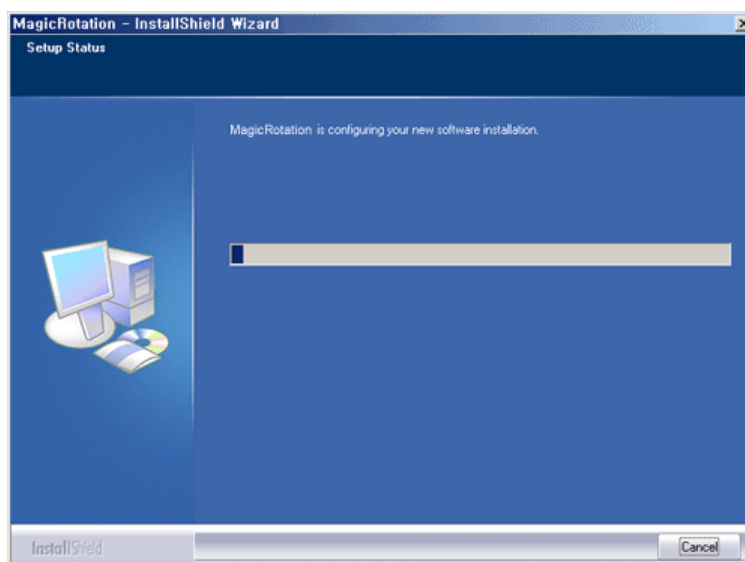 MagicRotation - InstallShield Wizard
Setup Status
MagicRotation is configuring your new software installation.
InstallShield
Cancel